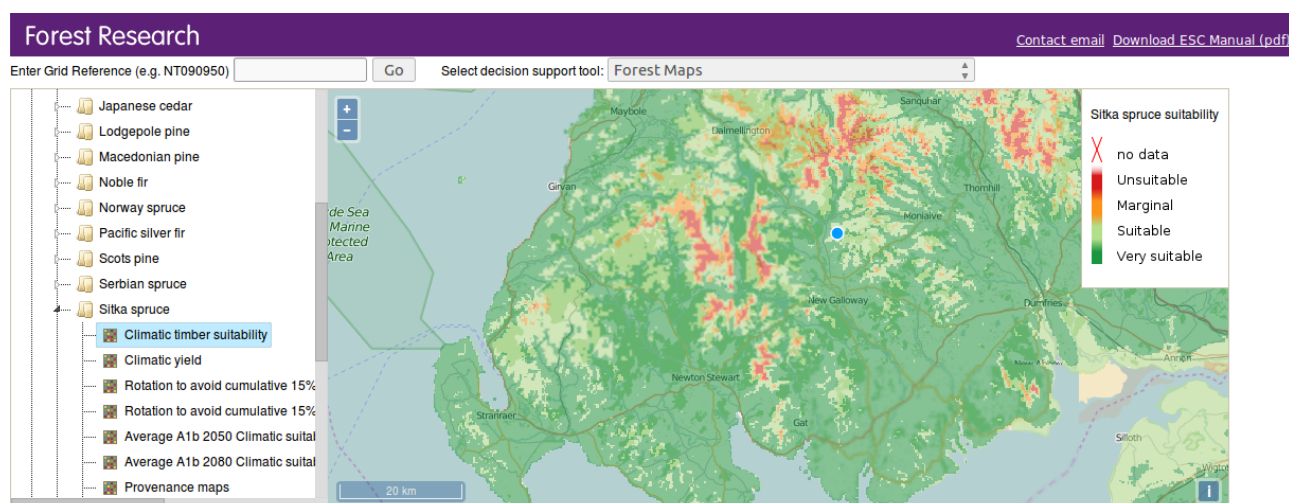 Forest Research
Contact email Download ESC Manual (pdf)
Enter Grid Reference (e.g. NT090950) Go Select decision support tool: Forest Maps
Japanese cedar
Lodgepole pine
Macedonian pine
Noble fir
Norway spruce
Pacific silver fir
Scots pine
Serbian spruce
Sitka spruce
Climatic timber suitability
Climatic yield
Rotation to avoid cumulative 15%
Rotation to avoid cumulative 15%
Average A1b 2050 Climatic suital
Average A1b 2080 Climatic suital
Provenance maps
+
-
Maybole
Sanquhar
Dalmellington
Girvan
Thornhill
Moniaive
de Sea
Marine
otected
Area
New Galloway
Dumfries
New Abbey
Annan
Newton Stewart
Stranraer
Gat
Silloth
Wigton
20 km
i
Sitka spruce suitability
no data
Unsuitable
Marginal
Suitable
Very suitable